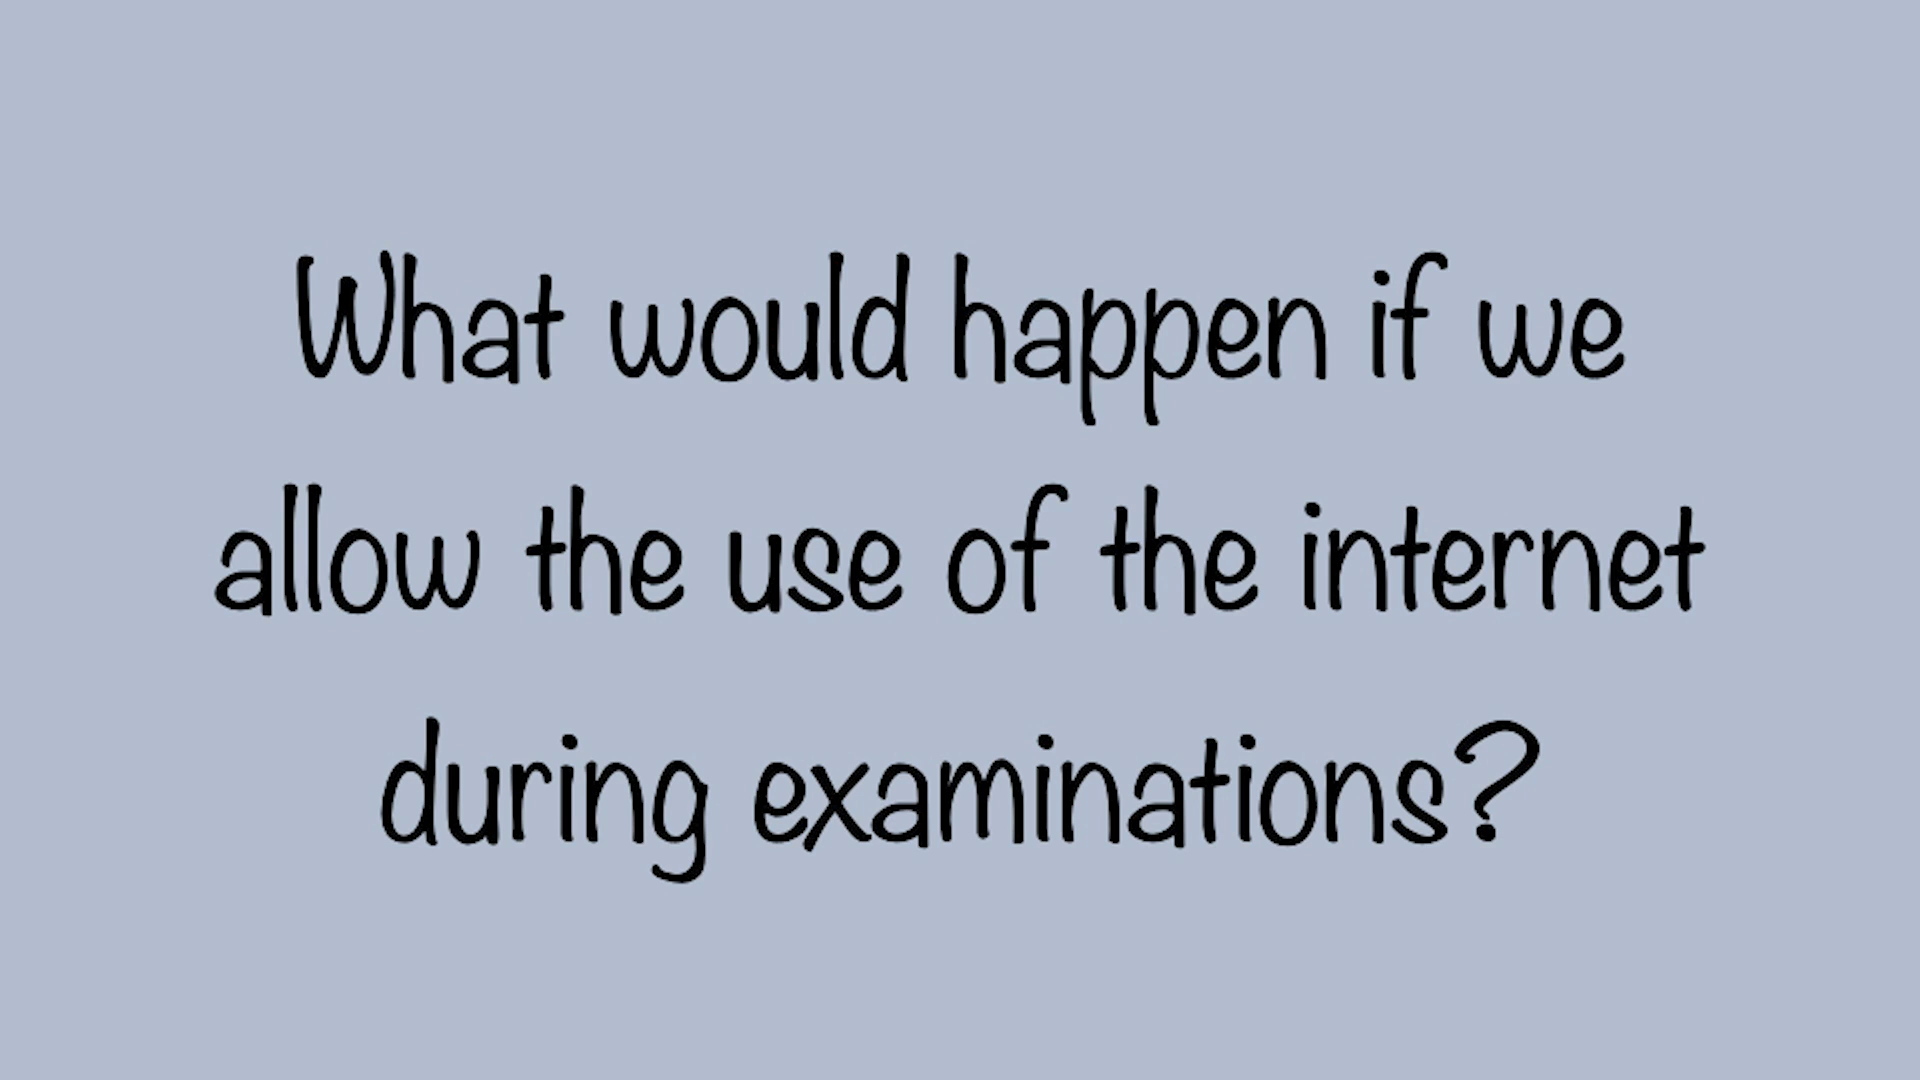 What would happen if we
allow the use of the internet
during examinations?